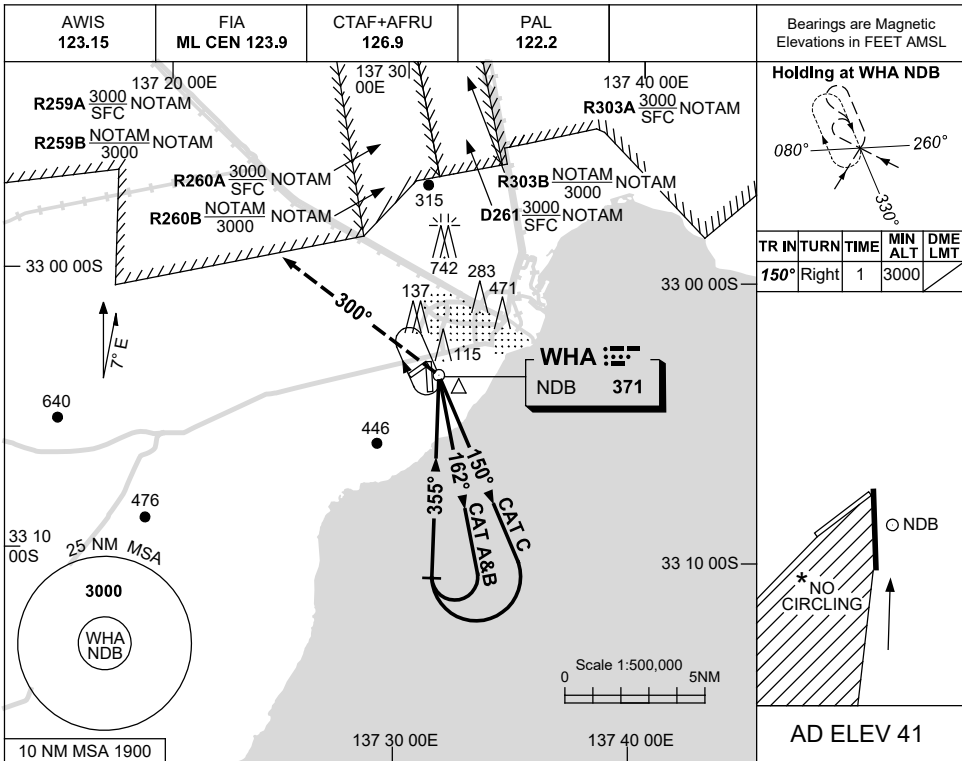 AWIS
123.15
FIA
ML CEN 123.9
CTAF+AFRU
126.9
PAL
122.2
Bearings are Magnetic
Elevations in FEET AMSL
137 20 00E
137 30
00E
137 40 00E
R259A 3000/SFC NOTAM
R259B NOTAM/3000 NOTAM
R260A 3000/SFC NOTAM
R260B NOTAM/3000 NOTAM
R303A 3000/SFC NOTAM
R303B NOTAM/3000 NOTAM
D261 3000/SFC NOTAM
315
742
33 00 00S
33 00 00S
283
471
137
115
300°
7° E
WHA
NDB 371
640
446
476
355°
162° CAT A&B
150° CAT C
33 10
00S
33 10 00S
25 NM MSA
3000
WHA
NDB
10 NM MSA 1900
Scale 1:500,000
0 5NM
137 30 00E
137 40 00E
Holding at WHA NDB
080°
260°
330°
TR IN TURN TIME MIN ALT DME LMT
150° Right 1 3000
NDB
*NO
CIRCLING
AD ELEV 41